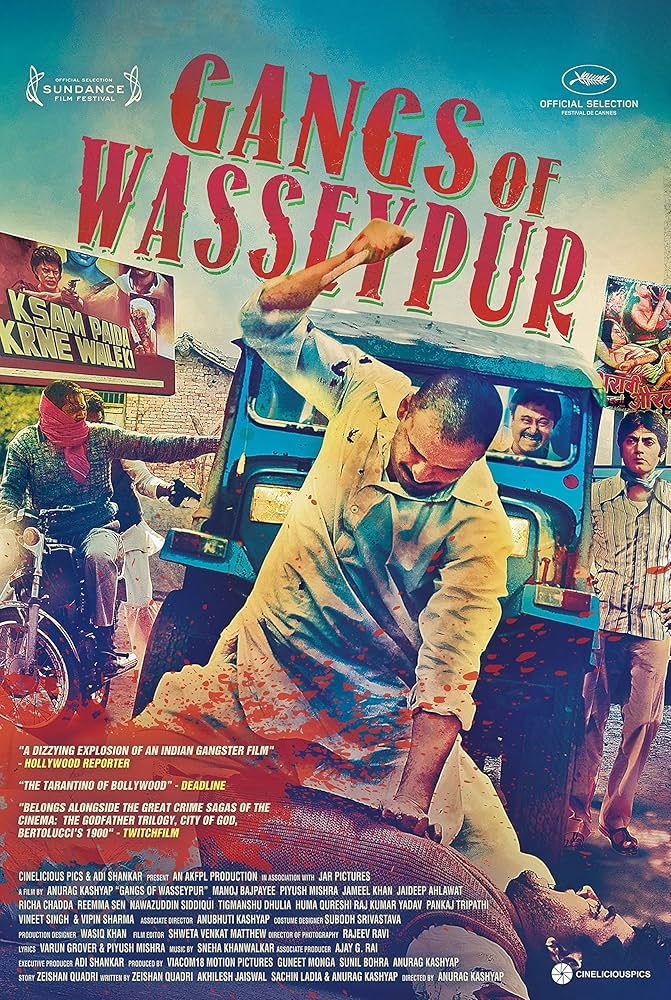 OFFICIAL SELECTION
SUNDANCE
FILM FESTIVAL
OFFICIAL SELECTION
FESTIVAL DE CANNES
GANGS OF
WASSEYPUR
KSAM PAIDA
KRNE WALE KI
औरत
"A DIZZYING EXPLOSION OF AN INDIAN GANGSTER FILM"
- HOLLYWOOD REPORTER
"THE TARANTINO OF BOLLYWOOD" - DEADLINE
"BELONGS ALONGSIDE THE GREAT CRIME SAGAS OF THE
CINEMA: THE GODFATHER TRILOGY, CITY OF GOD,
BERTOLUCCI'S 1900" - TWITCHFILM
CINELICIOUS PICS & ADI SHANKAR PRESENT AN AKFPL PRODUCTION IN ASSOCIATION WITH JAR PICTURES
A FILM BY ANURAG KASHYAP "GANGS OF WASSEYPUR" MANOJ BAJPAYEE PIYUSH MISHRA JAMEEL KHAN JAIDEEP AHLAWAT
RICHA CHADDA REEMMA SEN NAWAZUDDIN SIDDIQUI TIGMANSHU DHULIA HUMA QURESHI RAJ KUMAR YADAV PANKAJ TRIPATHI
VINEET SINGH & VIPIN SHARMA ASSOCIATE DIRECTOR ANUBHUTI KASHYAP COSTUME DESIGNER SUBODH SRIVASTAVA
PRODUCTION DESIGNER WASIQ KHAN FILM EDITOR SHWETA VENKAT MATTHEW DIRECTOR OF PHOTOGRAPHY RAJEEV RAVI
LYRICS VARUN GROVER & PIYUSH MISHRA MUSIC BY SNEHA KHANWALKAR ASSOCIATE PRODUCER AJAY G. RAI
EXECUTIVE PRODUCER ADI SHANKAR PRODUCED BY VIACOM18 MOTION PICTURES GUNEET MONGA SUNIL BOHRA ANURAG KASHYAP
STORY ZEISHAN QUADRI WRITTEN BY ZEISHAN QUADRI AKHILESH JAISWAL SACHIN LADIA & ANURAG KASHYAP DIRECTED BY ANURAG KASHYAP
CINELICIOUSPICS